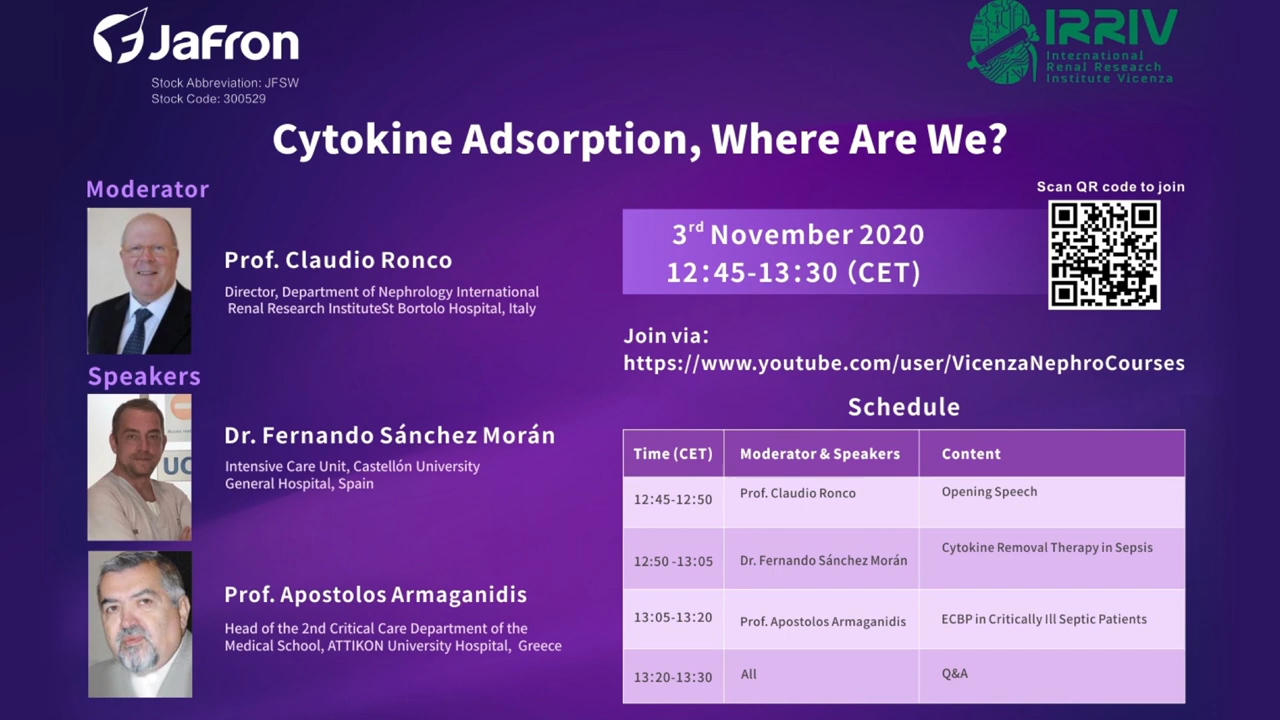 Jafron
Stock Abbreviation: JFSW
Stock Code: 300529
IRRIV
International
Renal Research
Institute Vicenza
Cytokine Adsorption, Where Are We?
Moderator
Prof. Claudio Ronco
Director, Department of Nephrology International
Renal Research InstituteSt Bortolo Hospital, Italy
Speakers
Dr. Fernando Sánchez Morán
Intensive Care Unit, Castellón University
General Hospital, Spain
UC
Prof. Apostolos Armaganidis
Head of the 2nd Critical Care Department of the
Medical School, ATTIKON University Hospital, Greece
Scan QR code to join
3rd November 2020
12:45-13:30 (CET)
Join via:
https://www.youtube.com/user/VicenzaNephroCourses
Schedule
Time (CET) Moderator & Speakers Content
12:45-12:50 Prof. Claudio Ronco Opening Speech
12:50 -13:05 Dr. Fernando Sánchez Morán Cytokine Removal Therapy in Sepsis
13:05-13:20 Prof. Apostolos Armaganidis ECBP in Critically Ill Septic Patients
13:20-13:30 All Q&A